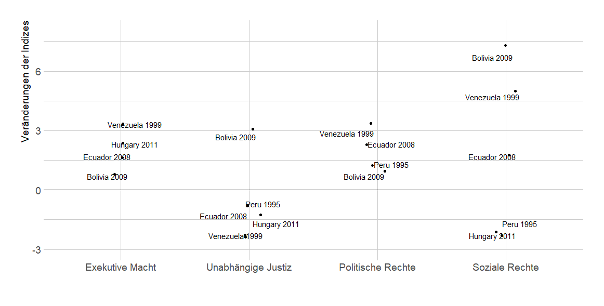 Veränderungen der Indizes
6
3
0
-3
Bolivia 2009
Venezuela 1999
Venezuela 1999
Hungary 2011
Ecuador 2008
Bolivia 2009
Bolivia 2009
Peru 1995
Ecuador 2008
Hungary 2011
Venezuela 1999
Venezuela 1999
Ecuador 2008
Peru 1995
Bolivia 2009
Ecuador 2008
Peru 1995
Hungary 2011
Exekutive Macht
Unabhängige Justiz
Politische Rechte
Soziale Rechte